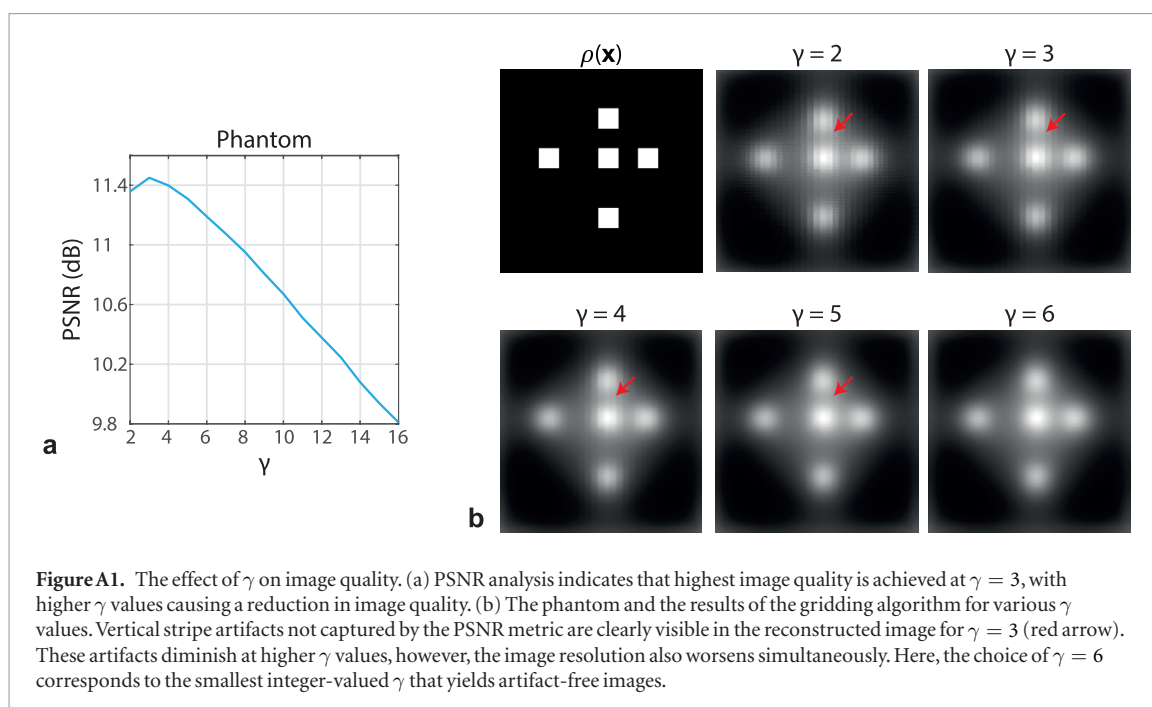 Phantom
PSNR (dB)
11.4
11
10.6
10.2
9.8
2 4 6 8 10 12 14 16
γ
a
ρ(x) γ = 2 γ = 3
γ = 4 γ = 5 γ = 6
b
Figure A1. The effect of γ on image quality. (a) PSNR analysis indicates that highest image quality is achieved at γ = 3, with
higher γ values causing a reduction in image quality. (b) The phantom and the results of the gridding algorithm for various γ
values. Vertical stripe artifacts not captured by the PSNR metric are clearly visible in the reconstructed image for γ = 3 (red arrow).
These artifacts diminish at higher γ values, however, the image resolution also worsens simultaneously. Here, the choice of γ = 6
corresponds to the smallest integer-valued γ that yields artifact-free images.